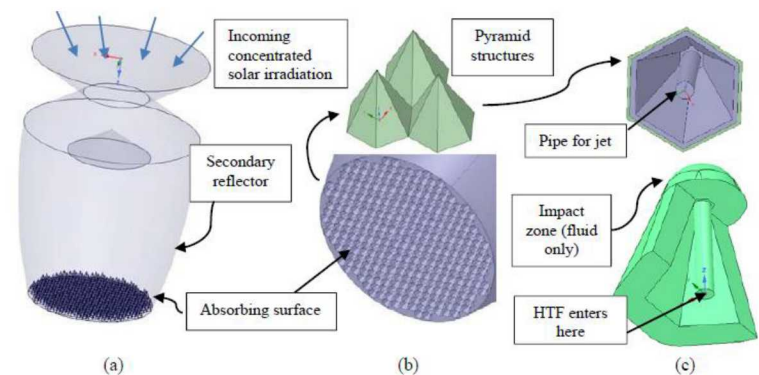 Incoming
concentrated
solar irradiation
Secondary
reflector
Absorbing surface
(a)
Pyramid
structures
(b)
Pipe for jet
Impact
zone (fluid
only)
HTF enters
here
(c)